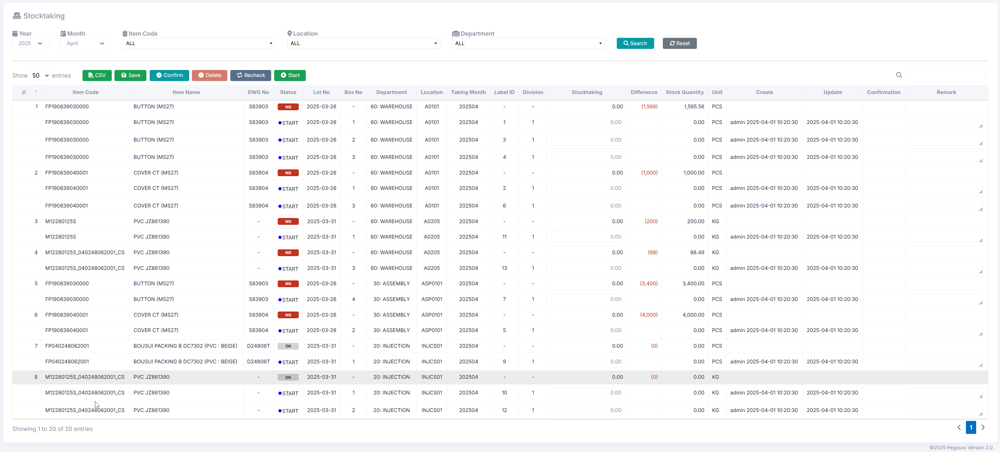 Stocktaking
Year Month Item Code Location Department
2025 April ALL ALL ALL Search Reset
Show 50 entries CSV Save Confirm Delete Recheck Start
Item Code Item Name DWG No Status Lot No Box No Department Location Taking Month Label ID Division Stocktaking Difference Stock Quantity Unit Create Update Confirmation Remark
1 FP190839030000 BUTTON (MS27) S83903 NG 2025-03-26 - 60: WAREHOUSE A0101 202504 - - 0.00 (1,566) 1,565.56 PCS
FP190839030000 BUTTON (MS27) S83903 START 2025-03-26 1 60: WAREHOUSE A0101 202504 1 1 0.00 0.00 PCS admin 2025-04-01 10:20:30 2025-04-01 10:20:30
FP190839030000 BUTTON (MS27) S83903 START 2025-03-26 2 60: WAREHOUSE A0101 202504 3 1 0.00 0.00 PCS admin 2025-04-01 10:20:30 2025-04-01 10:20:30
FP190839030000 BUTTON (MS27) S83903 START 2025-03-26 3 60: WAREHOUSE A0101 202504 4 1 0.00 0.00 PCS admin 2025-04-01 10:20:30 2025-04-01 10:20:30
2 FP190839040001 COVER CT (MS27) S83904 NG 2025-03-26 - 60: WAREHOUSE A0101 202504 - - 0.00 (1,000) 1,000.00 PCS
FP190839040001 COVER CT (MS27) S83904 START 2025-03-26 1 60: WAREHOUSE A0101 202504 2 1 0.00 0.00 PCS admin 2025-04-01 10:20:30 2025-04-01 10:20:30
FP190839040001 COVER CT (MS27) S83904 START 2025-03-26 3 60: WAREHOUSE A0101 202504 6 1 0.00 0.00 PCS admin 2025-04-01 10:20:30 2025-04-01 10:20:30
3 M12280125S PVC JZ861390 - NG 2025-03-31 - 60: WAREHOUSE A0205 202504 - - 0.00 (200) 200.00 KG
M12280125S PVC JZ861390 - START 2025-03-31 1 60: WAREHOUSE A0205 202504 11 1 0.00 0.00 KG admin 2025-04-01 10:20:30 2025-04-01 10:20:30
4 M12280125S_040248062001_CS PVC JZ861390 - NG 2025-03-31 - 60: WAREHOUSE A0205 202504 - - 0.00 (98) 98.49 KG
M12280125S_040248062001_CS PVC JZ861390 - START 2025-03-31 3 60: WAREHOUSE A0205 202504 13 1 0.00 0.00 KG admin 2025-04-01 10:20:30 2025-04-01 10:20:30
5 FP190839030000 BUTTON (MS27) S83903 NG 2025-03-26 - 30: ASSEMBLY ASP0101 202504 - - 0.00 (3,400) 3,400.00 PCS
FP190839030000 BUTTON (MS27) S83903 START 2025-03-26 4 30: ASSEMBLY ASP0101 202504 7 1 0.00 0.00 PCS admin 2025-04-01 10:20:30 2025-04-01 10:20:30
6 FP190839040001 COVER CT (MS27) S83904 NG 2025-03-26 - 30: ASSEMBLY ASP0101 202504 - - 0.00 (4,000) 4,000.00 PCS
FP190839040001 COVER CT (MS27) S83904 START 2025-03-26 2 30: ASSEMBLY ASP0101 202504 5 1 0.00 0.00 PCS admin 2025-04-01 10:20:30 2025-04-01 10:20:30
7 FP040248062001 BOUSUI PACKING B DC7302 (PVC : BEIGE) D24806T OK 2025-03-31 - 20: INJECTION INJCS01 202504 - - 0.00 (0) 0.00 PCS
FP040248062001 BOUSUI PACKING B DC7302 (PVC : BEIGE) D24806T START 2025-03-31 1 20: INJECTION INJCS01 202504 9 1 0.00 0.00 PCS admin 2025-04-01 10:20:30 2025-04-01 10:20:30
8 M12280125S_040248062001_CS PVC JZ861390 - OK 2025-03-31 - 20: INJECTION INJCS01 202504 - - 0.00 (0) 0.00 KG
M12280125S_040248062001_CS PVC JZ861390 - START 2025-03-31 1 20: INJECTION INJCS01 202504 10 1 0.00 0.00 KG admin 2025-04-01 10:20:30 2025-04-01 10:20:30
M12280125S_040248062001_CS PVC JZ861390 - START 2025-03-31 2 20: INJECTION INJCS01 202504 12 1 0.00 0.00 KG admin 2025-04-01 10:20:30 2025-04-01 10:20:30
Showing 1 to 20 of 20 entries 1
©2025 Pegasus Version 2.0